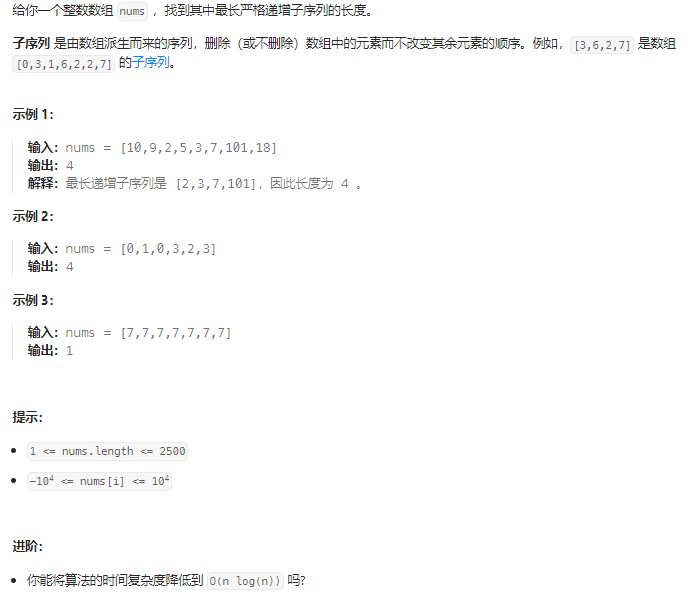 给你一个整数数组 nums ，找到其中最长严格递增子序列的长度。
子序列 是由数组派生而来的序列，删除（或不删除）数组中的元素而不改变其余元素的顺序。例如，[3,6,2,7] 是数组
[0,3,1,6,2,2,7] 的子序列。
示例 1：
输入：nums = [10,9,2,5,3,7,101,18]
输出：4
解释：最长递增子序列是 [2,3,7,101]，因此长度为 4 。
示例 2：
输入：nums = [0,1,0,3,2,3]
输出：4
示例 3：
输入：nums = [7,7,7,7,7,7,7]
输出：1
提示：
1 <= nums.length <= 2500
-10⁴ <= nums[i] <= 10⁴
进阶：
你能将算法的时间复杂度降低到 O(n log(n)) 吗?